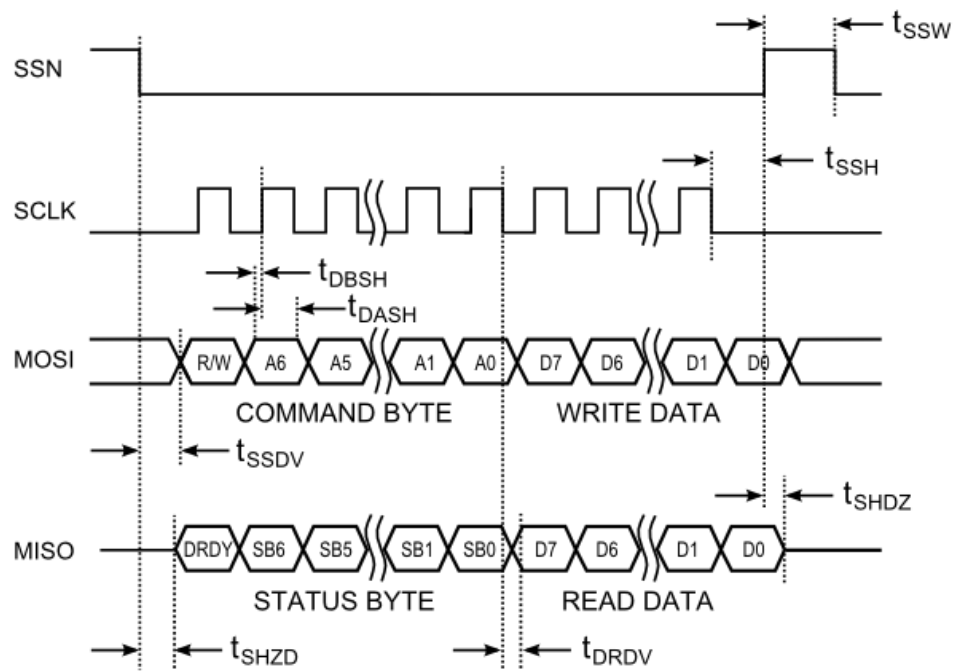 tSSW
SSN
tSSH
SCLK
tDBSH
tDASH
MOSI R/W A6 A5 A1 A0 D7 D6 D1 D0
COMMAND BYTE WRITE DATA
tSSDV
tSHDZ
MISO DRDY SB6 SB5 SB1 SB0 D7 D6 D1 D0
STATUS BYTE READ DATA
tSHZD tDRDV